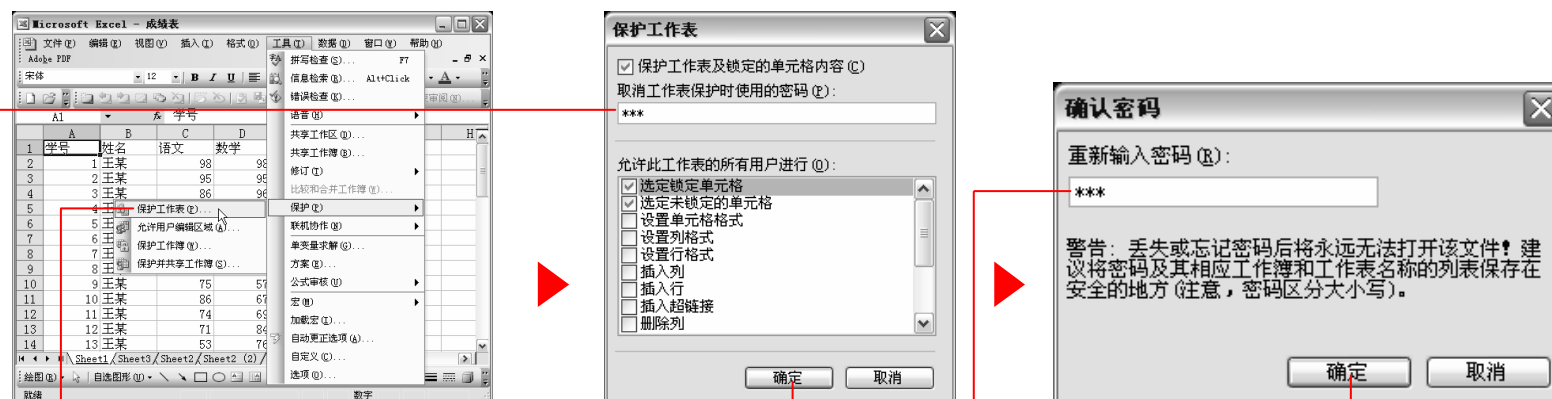 Microsoft Excel - 成绩表
文件(F) 编辑(E) 视图(V) 插入(I) 格式(O) 工具(T) 数据(D) 窗口(W) 帮助(H)
Adobe PDF
宋体 12 B I U A
A1 fx 学号
A B C D H
1 学号 姓名 语文 数学
2 1 王某 98 98
3 2 王某 95 95
4 3 王某 86 96
5 4 王
6 5 王
7 6 王
8 7 王
9 8 王
10 9 王某 75 57
11 10 王某 86 67
12 11 王某 74 69
13 12 王某 71 84
14 13 王某 53 76
Sheet1 Sheet3 Sheet2 Sheet2 (2)
绘图(R) 自选图形(U)
就绪 数字
拼写检查(S)... F7
信息检索(R)... Alt+Click
错误检查(K)...
语音(H)
共享工作区(D)...
共享工作簿(B)...
修订(T)
比较和合并工作簿(W)...
保护(P)
联机协作(N)
单变量求解(G)...
方案(E)...
公式审核(U)
宏(M)
加载宏(I)...
自动更正选项(A)...
自定义(C)...
选项(O)...
保护工作表(P)...
允许用户编辑区域(A)...
保护工作簿(W)...
保护并共享工作簿(S)...
保护工作表
保护工作表及锁定的单元格内容(C)
取消工作表保护时使用的密码(P):
***
允许此工作表的所有用户进行(O):
选定锁定单元格
选定未锁定的单元格
设置单元格格式
设置列格式
设置行格式
插入列
插入行
插入超链接
删除列
确定 取消
确认密码
重新输入密码(R):
***
警告: 丢失或忘记密码后将永远无法打开该文件! 建
议将密码及其相应工作簿和工作表名称的列表保存在
安全的地方(注意，密码区分大小写)。
确定 取消